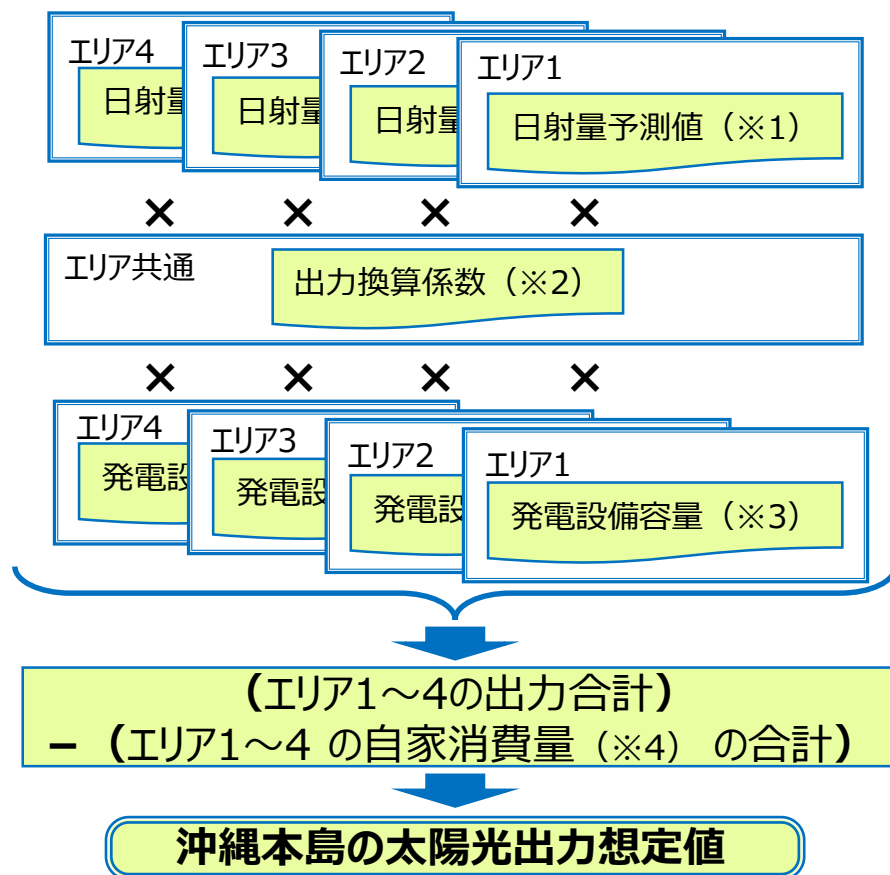 エリア4
日射量
エリア3
日射量
エリア2
日射量
エリア1
日射量予測値（※1）
× × × ×
エリア共通
出力換算係数（※2）
× × × ×
エリア4
発電設
エリア3
発電設
エリア2
発電設
エリア1
発電設備容量（※3）
（エリア1～4の出力合計）
－（エリア1～4 の自家消費量（※4） の合計）
沖縄本島の太陽光出力想定値